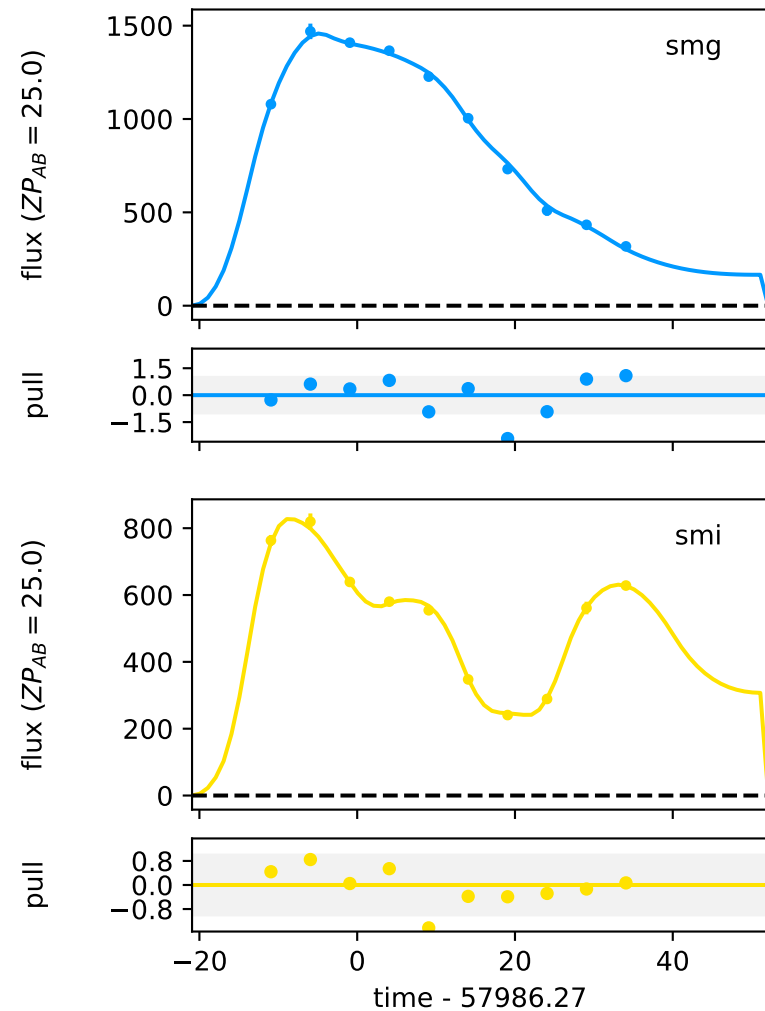 smg
flux (ZP_AB = 25.0)
1500
1000
500
0
pull
1.5
0.0
−1.5
smi
flux (ZP_AB = 25.0)
800
600
400
200
0
pull
0.8
0.0
−0.8
−20 0 20 40
time - 57986.27